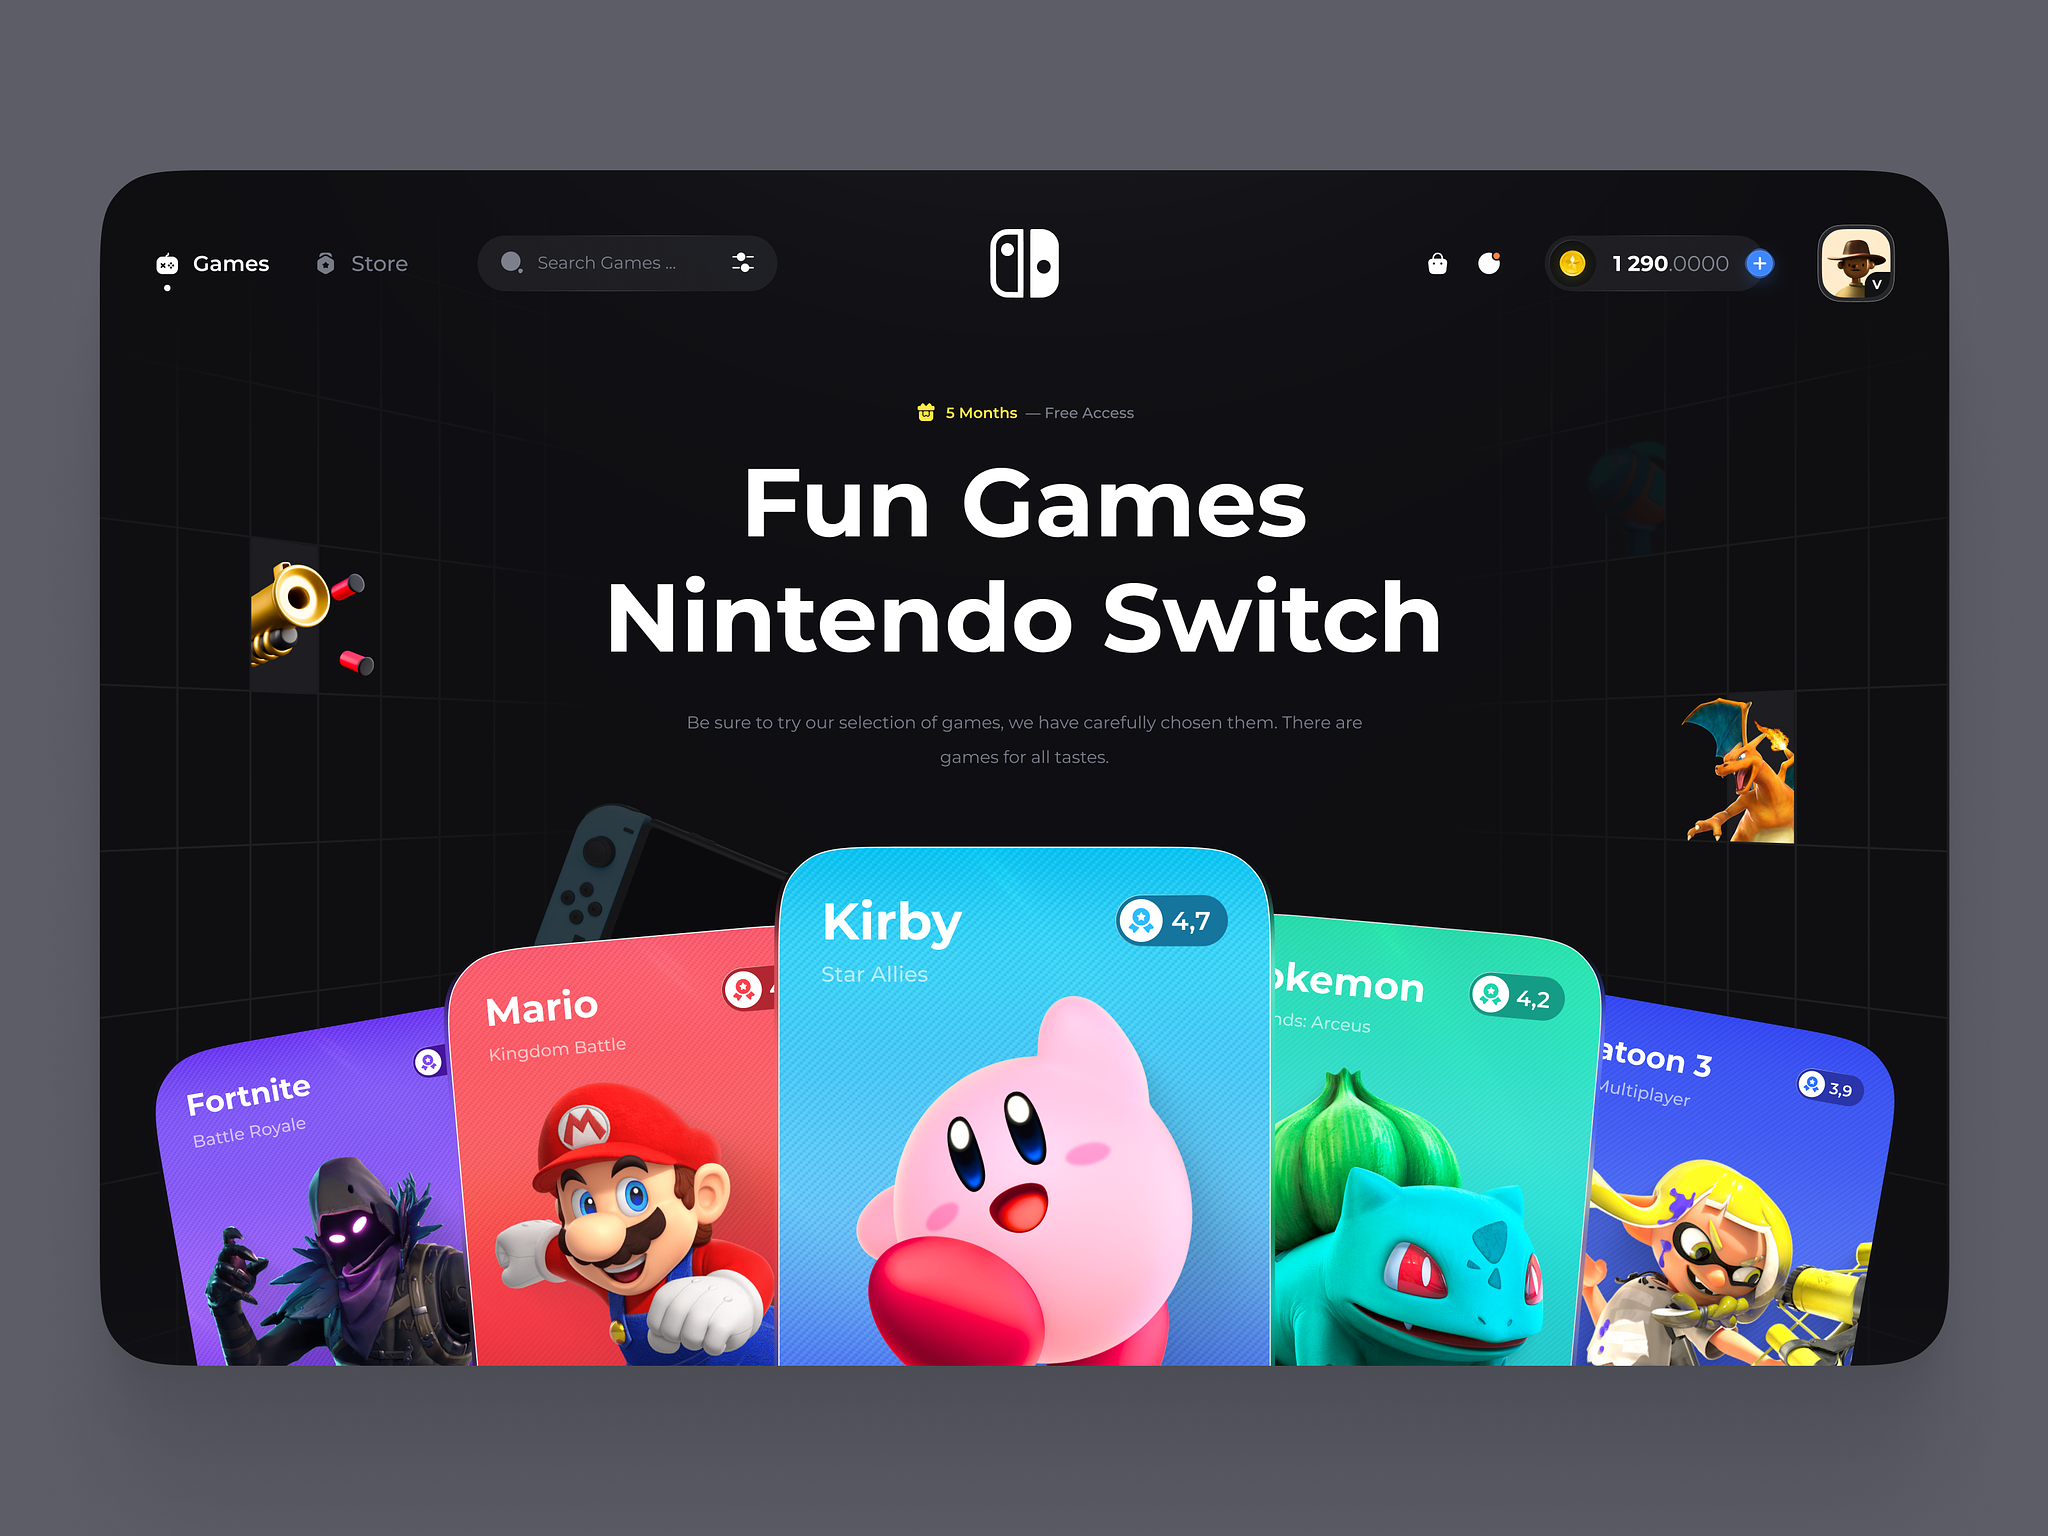 Games
Store
Search Games ...
1 290.0000
V
5 Months — Free Access
Fun Games
Nintendo Switch
Be sure to try our selection of games, we have carefully chosen them. There are
games for all tastes.
Fortnite
Battle Royale
Mario
Kingdom Battle
M
Kirby
4,7
Star Allies
okemon
4,2
nds: Arceus
atoon 3
3,9
Multiplayer